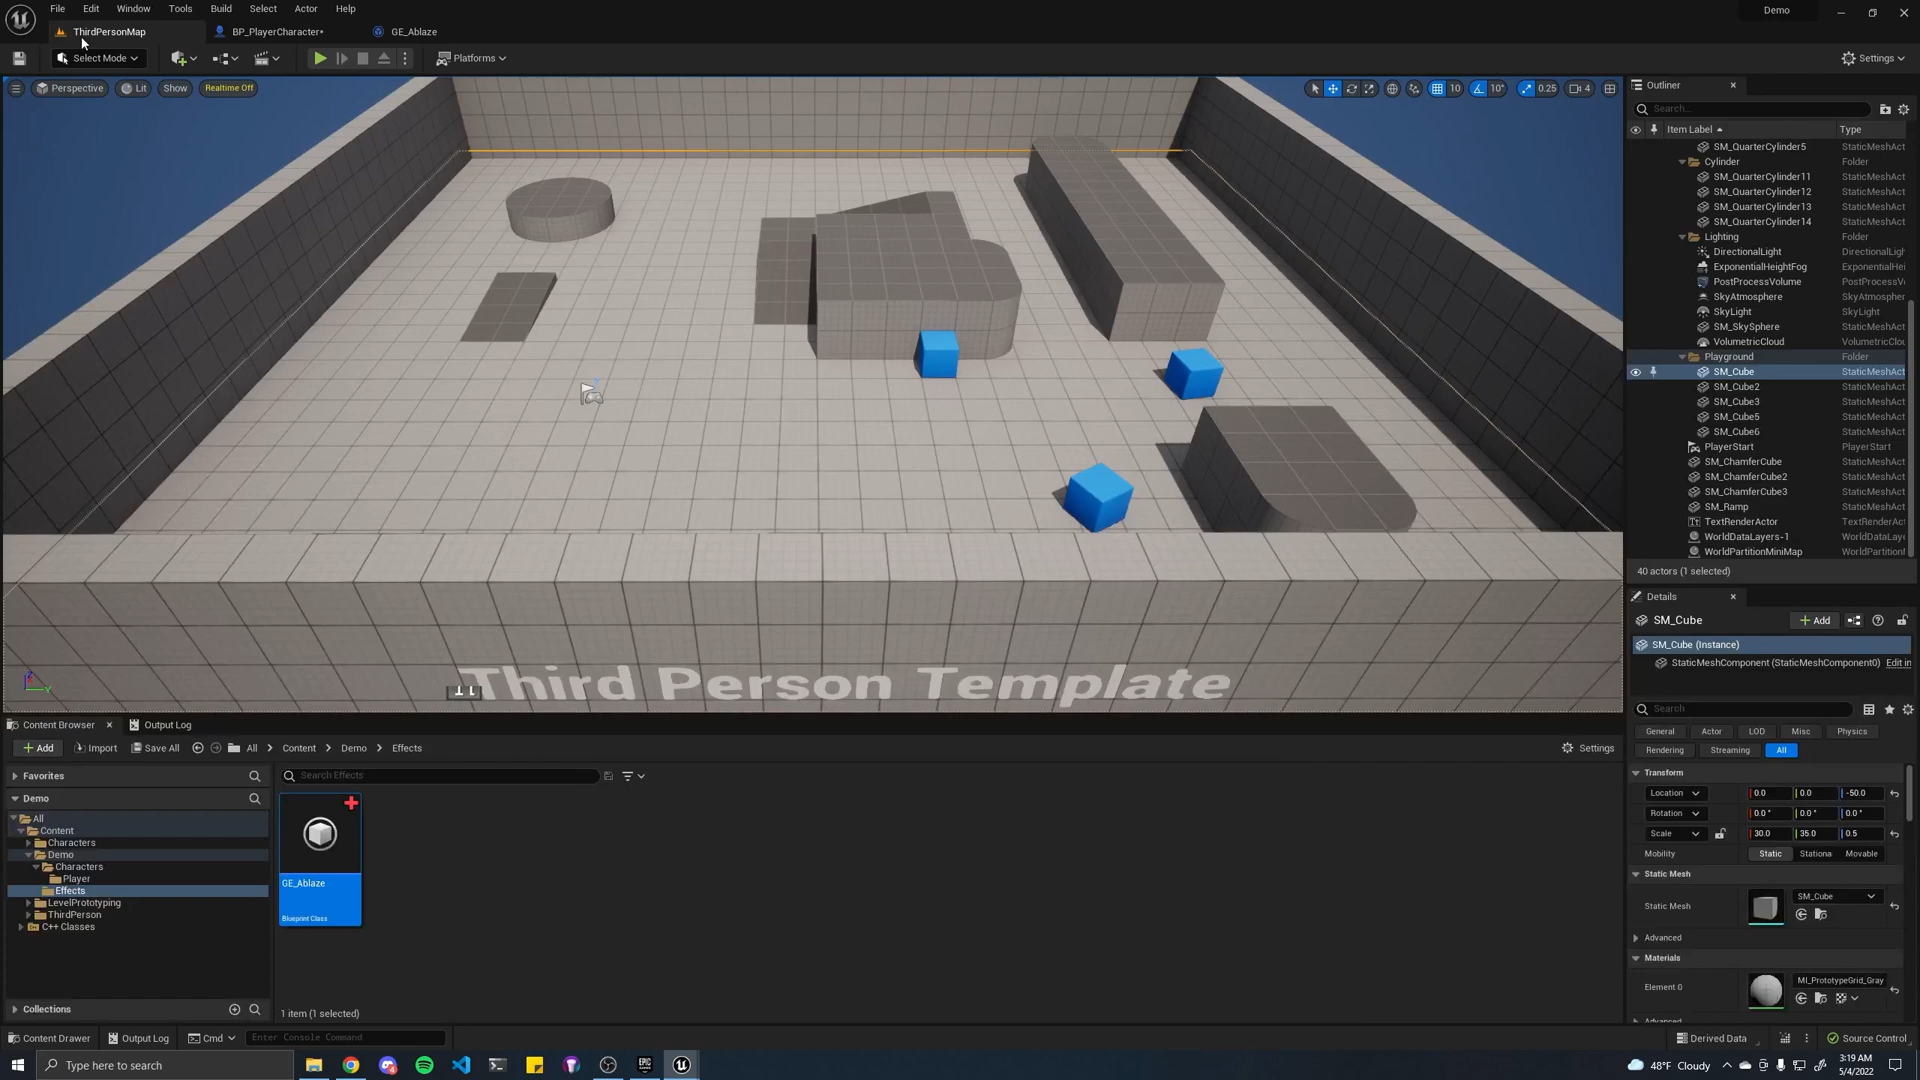 File Edit Window Tools Build Select Actor Help
Demo
ThirdPersonMap
BP_PlayerCharacter*
GE_Ablaze
Select Mode
Platforms
Settings
Perspective
Lit
Show
Realtime Off
10
10°
0.25
4
Third Person Template
Outliner
Search...
Item Label
Type
SM_QuarterCylinder5 StaticMeshAct
Cylinder Folder
SM_QuarterCylinder11 StaticMeshAct
SM_QuarterCylinder12 StaticMeshAct
SM_QuarterCylinder13 StaticMeshAct
SM_QuarterCylinder14 StaticMeshAct
Lighting Folder
DirectionalLight DirectionalLigh
ExponentialHeightFog ExponentialHei
PostProcessVolume PostProcessV
SkyAtmosphere SkyAtmospher
SkyLight SkyLight
SM_SkySphere StaticMeshAct
VolumetricCloud VolumetricClou
Playground Folder
SM_Cube StaticMeshAct
SM_Cube2 StaticMeshAct
SM_Cube3 StaticMeshAct
SM_Cube5 StaticMeshAct
SM_Cube6 StaticMeshAct
PlayerStart PlayerStart
SM_ChamferCube StaticMeshAct
SM_ChamferCube2 StaticMeshAct
SM_ChamferCube3 StaticMeshAct
SM_Ramp StaticMeshAct
TextRenderActor TextRenderAct
WorldDataLayers-1 WorldDataLaye
WorldPartitionMiniMap WorldPartitionM
40 actors (1 selected)
Details
SM_Cube
Add
SM_Cube (Instance)
StaticMeshComponent (StaticMeshComponent0) Edit in
Search
General Actor LOD Misc Physics
Rendering Streaming All
Transform
Location 0.0 0.0 -50.0
Rotation 0.0 ° 0.0 ° 0.0 °
Scale 30.0 35.0 0.5
Mobility Static Stationa Movable
Static Mesh
Static Mesh
SM_Cube
Advanced
Materials
Element 0
MI_PrototypeGrid_Gray
Content Browser
Output Log
Add
Import
Save All
All > Content > Demo > Effects
Settings
Favorites
Demo
All
Content
Characters
Demo
Characters
Player
Effects
LevelPrototyping
ThirdPerson
C++ Classes
Collections
Search Effects
GE_Ablaze
Blueprint Class
1 item (1 selected)
Content Drawer
Output Log
Cmd
Enter Console Command
Derived Data
Source Control
Type here to search
48°F Cloudy
3:19 AM
5/4/2022